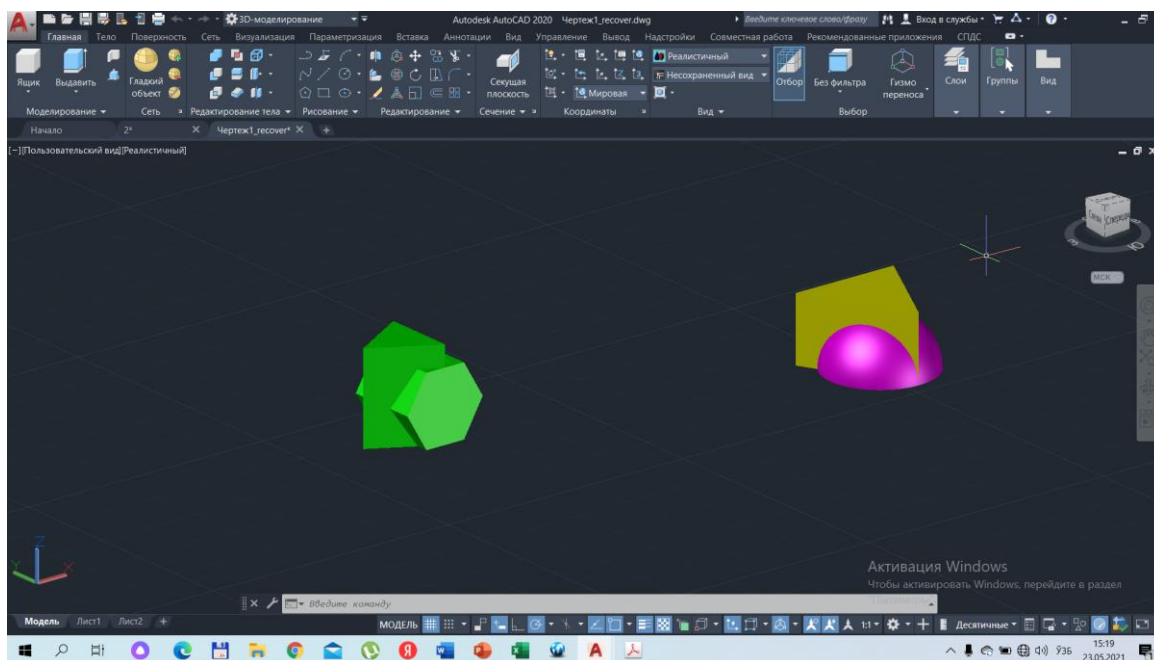 3D-моделирование
Autodesk AutoCAD 2020 Чертеж1_recover.dwg
Введите ключевое слово/фразу
Вход в службы
Главная Тело Поверхность Сеть Визуализация Параметризация Вставка Аннотации Вид Управление Вывод Надстройки Совместная работа Рекомендованные приложения СПДС
Ящик
Выдавить
Гладкий объект
Секущая плоскость
Мировая
Реалистичный
Несохраненный вид
Отбор
Без фильтра
Гизмо переноса
Слои
Группы
Вид
Моделирование Сеть Редактирование тела Рисование Редактирование Сечение Координаты Вид Выбор
Начало 2* Чертеж1_recover* +
[−][Пользовательский вид][Реалистичный]
Спереди
Ю
МСК
Z
Y X
Активация Windows
Чтобы активировать Windows, перейдите в раздел
Введите команду
Модель Лист1 Лист2 +
МОДЕЛЬ
1:1
Десятичные
УЗБ
15:19
23.05.2021